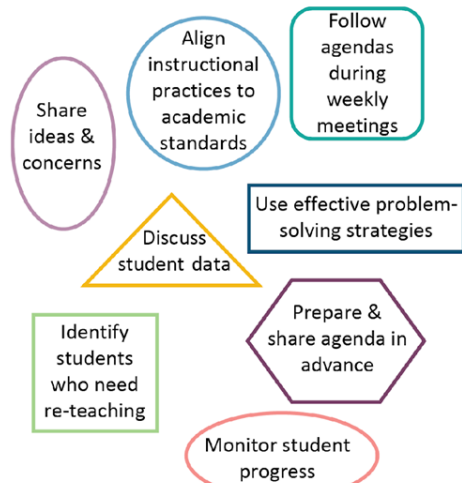 Share
ideas &
concerns
Align
instructional
practices to
academic
standards
Follow
agendas
during
weekly
meetings
Discuss
student data
Use effective problem-
solving strategies
Identify
students
who need
re-teaching
Prepare &
share agenda in
advance
Monitor student
progress